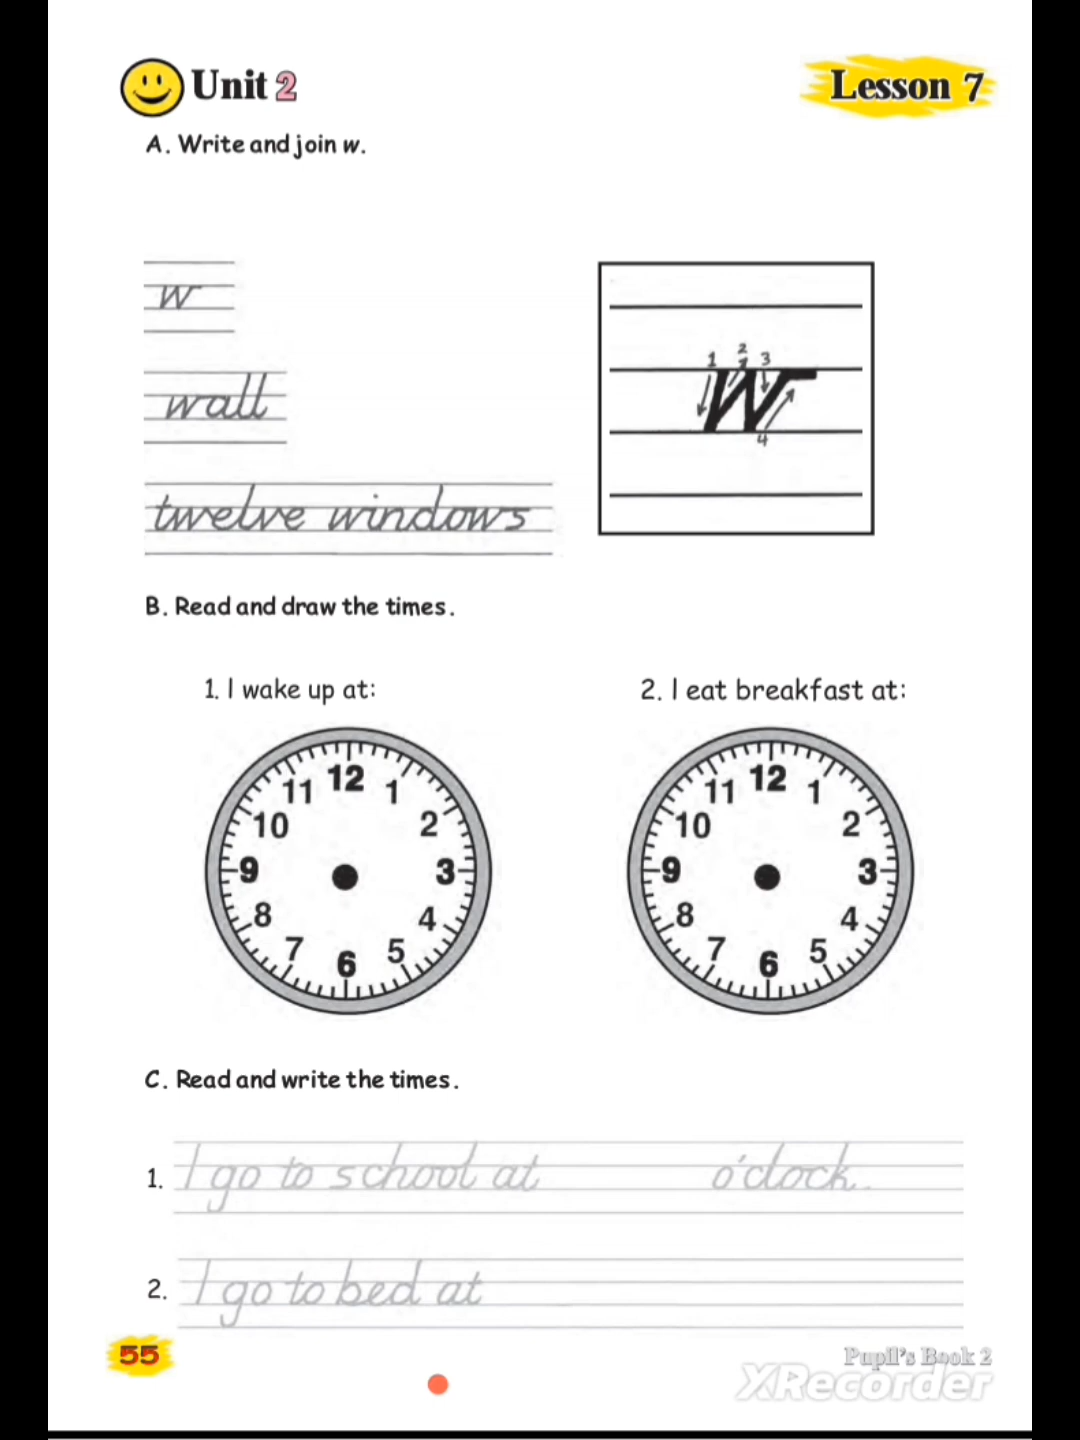 Unit 2
Lesson 7
A. Write and join w.
w
1 2 3
w
4
wall
twelve windows
B. Read and draw the times.
1. I wake up at:
2. I eat breakfast at:
12
11 1
10 2
9 3
8 4
7 5
6
12
11 1
10 2
9 3
8 4
7 5
6
C. Read and write the times.
1. I go to school at o'clock.
2. I go to bed at
55
Pupil's Book 2
XRecorder